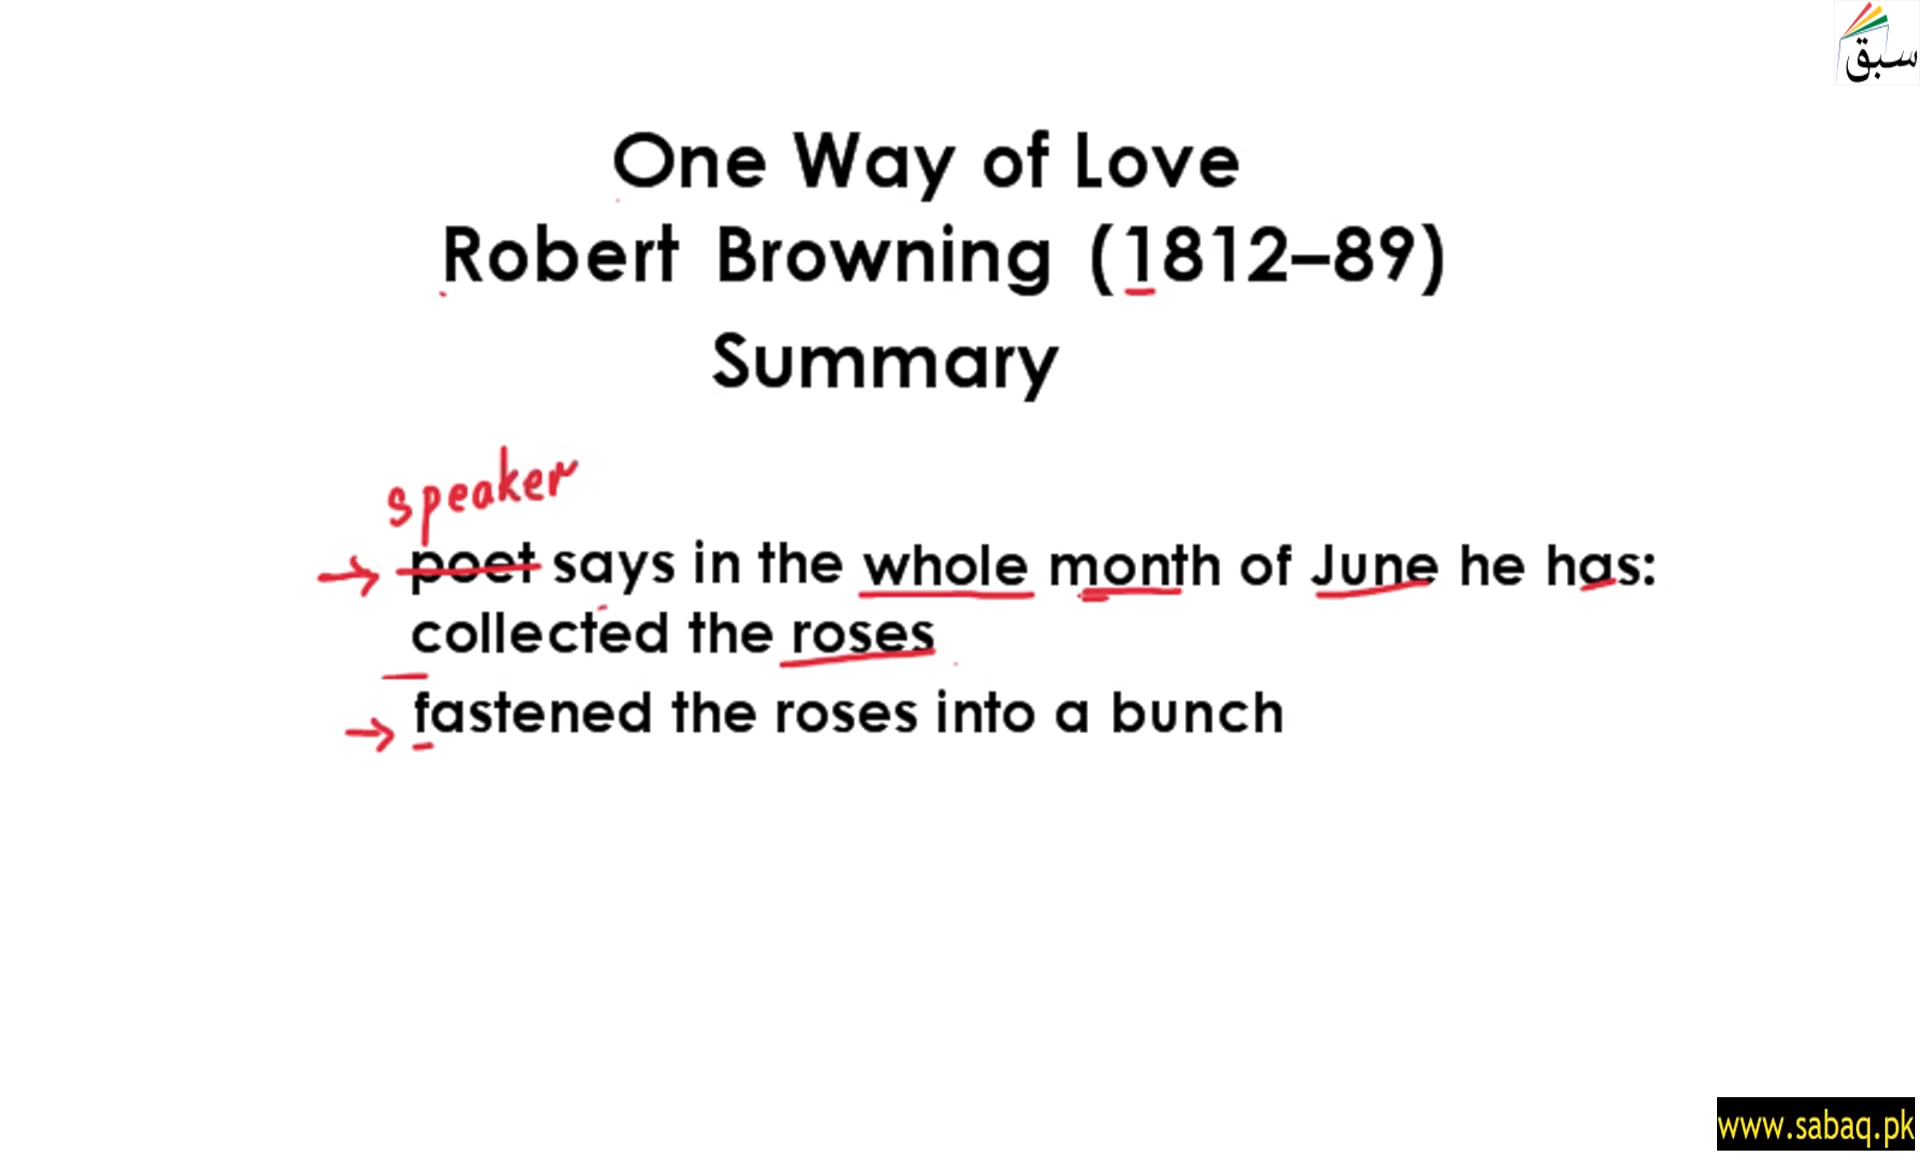 سبق
One Way of Love
Robert Browning (1812–89)
Summary
speaker
poet says in the whole month of June he has:
collected the roses
fastened the roses into a bunch
www.sabaq.pk